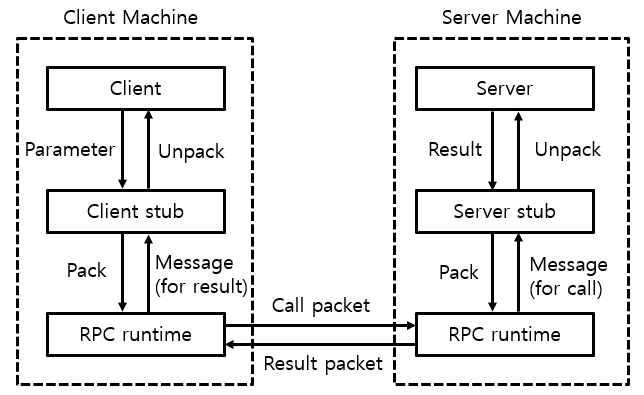 Client Machine
Server Machine
Client
Server
Parameter
Unpack
Result
Unpack
Client stub
Server stub
Pack
Message
(for result)
Pack
Message
(for call)
Call packet
RPC runtime
RPC runtime
Result packet